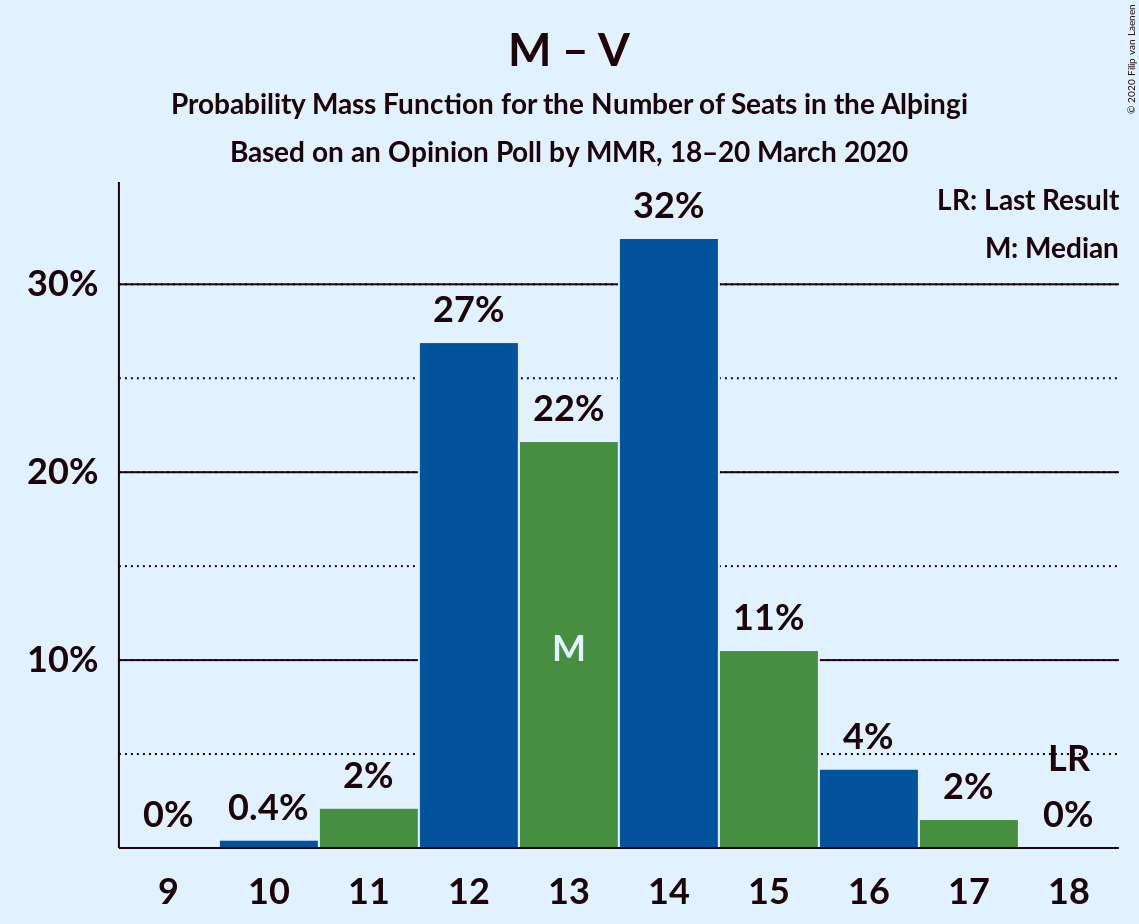 M – V
Probability Mass Function for the Number of Seats in the Alþingi
Based on an Opinion Poll by MMR, 18–20 March 2020
© 2020 Filip van Laenen
LR: Last Result
M: Median
30%
20%
10%
0%
0.4%
2%
27%
22%
32%
11%
4%
2%
0%
LR
M
9 10 11 12 13 14 15 16 17 18